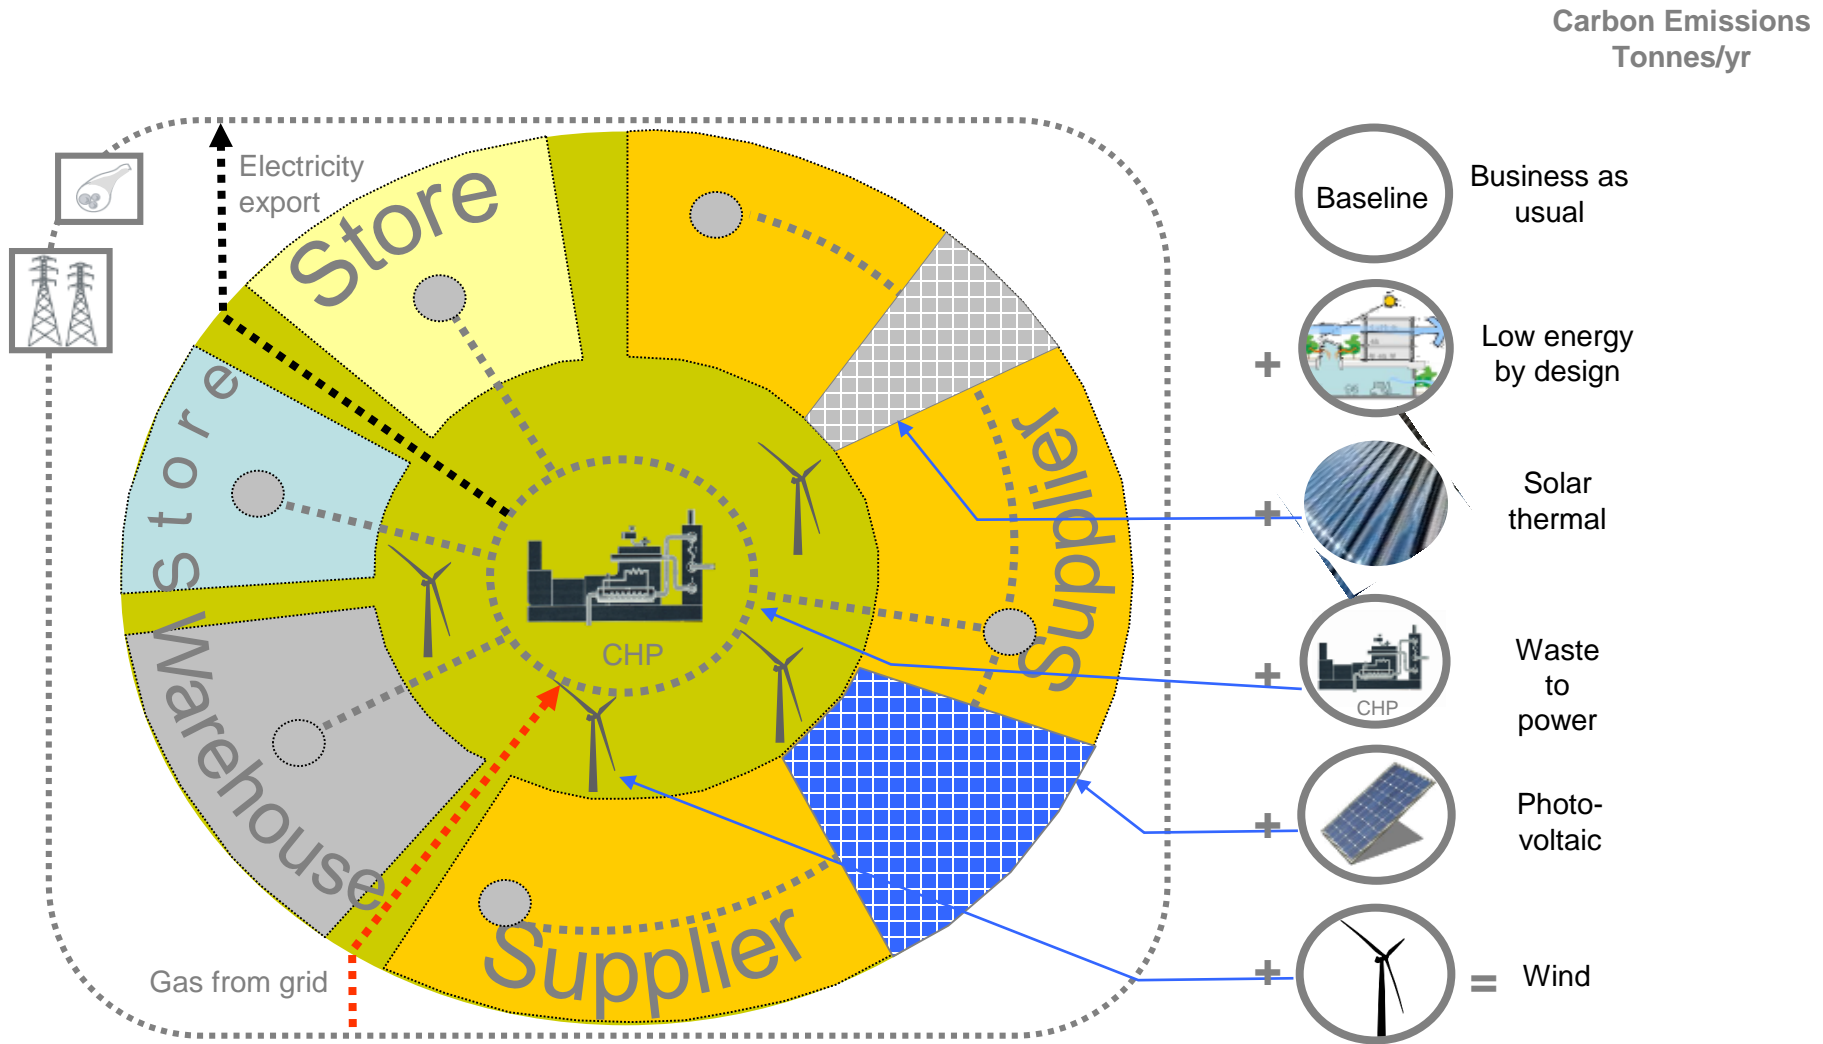 Carbon Emissions
Tonnes/yr
Electricity
export
Store
Store
Warehouse
Supplier
Supplier
CHP
Gas from grid
Baseline
Business as
usual
+
Low energy
by design
+
Solar
thermal
+
CHP
Waste
to
power
+
Photo-
voltaic
+
=
Wind